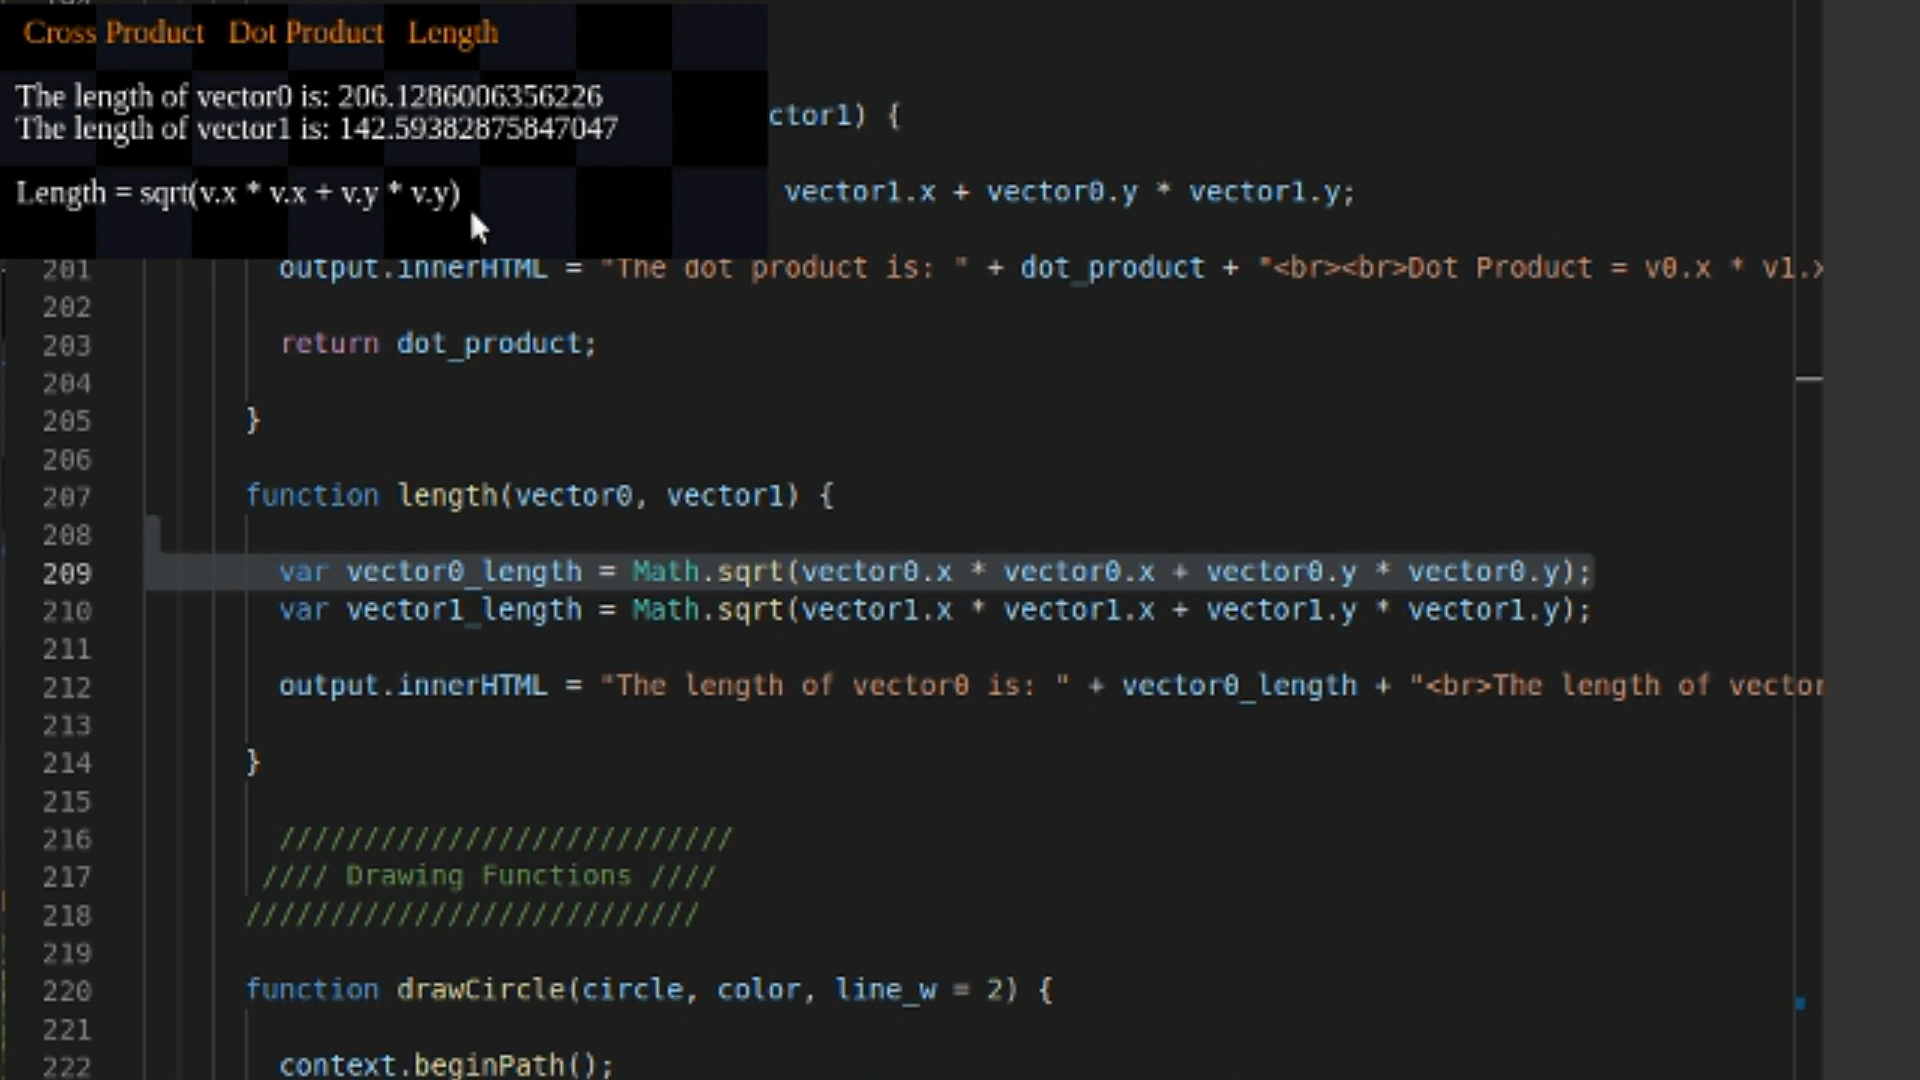 Cross Product Dot Product Length
The length of vector0 is: 206.1286006356226
The length of vector1 is: 142.59382875847047
Length = sqrt(v.x * v.x + v.y * v.y)
ctor1) {
vector1.x + vector0.y * vector1.y;
201 output.innerHTML = "The dot product is: " + dot_product + "<br><br>Dot Product = v0.x * v1.x
202
203 return dot_product;
204
205 }
206
207 function length(vector0, vector1) {
208
209 var vector0_length = Math.sqrt(vector0.x * vector0.x + vector0.y * vector0.y);
210 var vector1_length = Math.sqrt(vector1.x * vector1.x + vector1.y * vector1.y);
211
212 output.innerHTML = "The length of vector0 is: " + vector0_length + "<br>The length of vector
213
214 }
215
216 ///////////////////////////
217 //// Drawing Functions ////
218 ///////////////////////////
219
220 function drawCircle(circle, color, line_w = 2) {
221
222 context.beginPath();